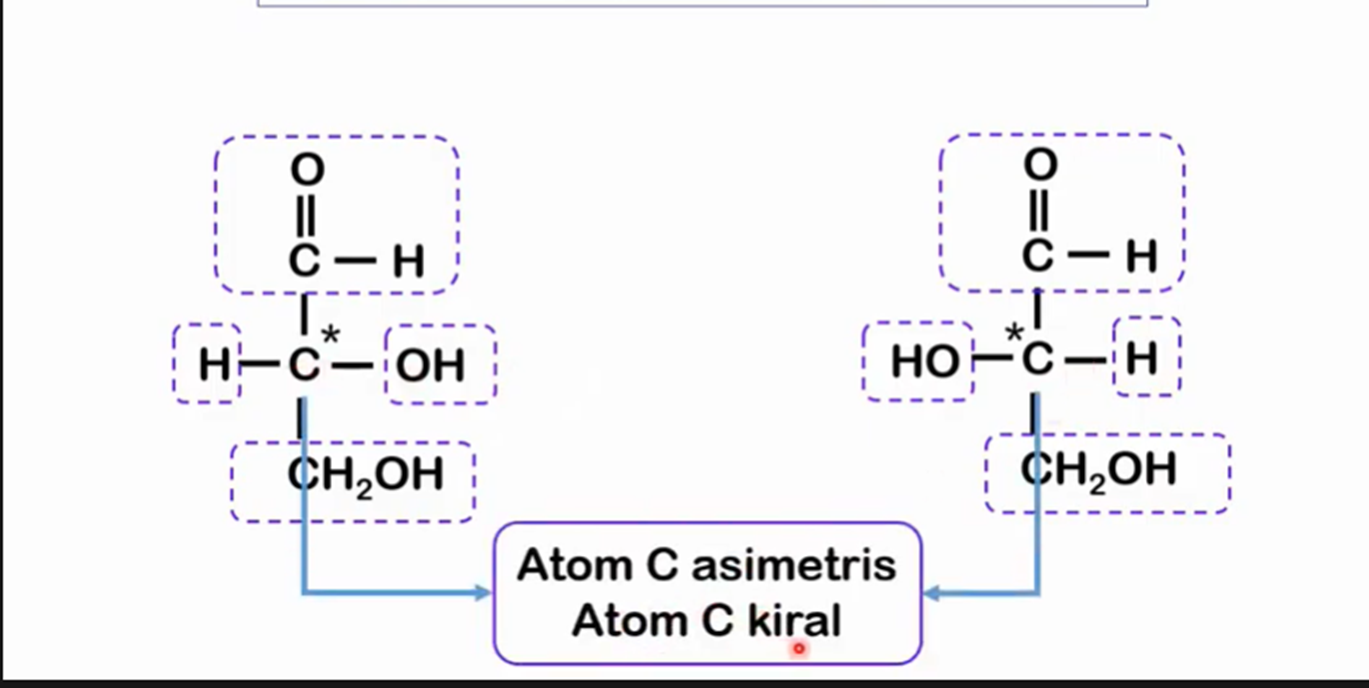 O
||
C — H
|
H — C* — OH
|
CH₂OH
O
||
C — H
|
HO — *C — H
|
CH₂OH
Atom C asimetris
Atom C kiral